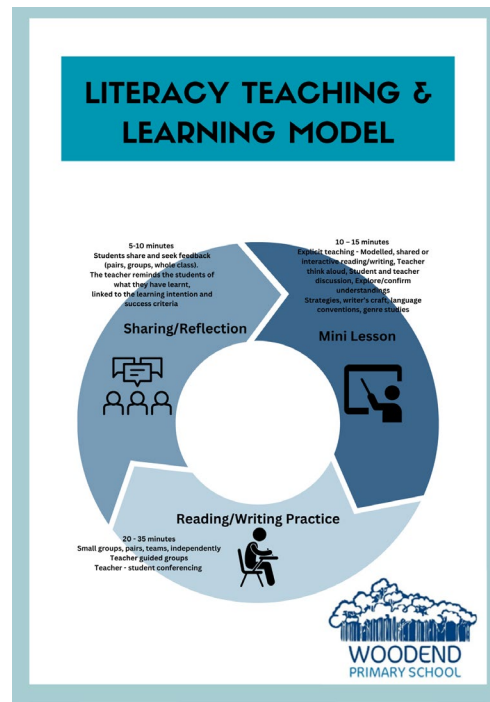 LITERACY TEACHING &
LEARNING MODEL
5-10 minutes
Students share and seek feedback
(pairs, groups, whole class).
The teacher reminds the students of
what they have learnt,
linked to the learning intention and
success criteria
Sharing/Reflection
10 – 15 minutes
Explicit teaching - Modelled, shared or
interactive reading/writing, Teacher
think aloud, Student and teacher
discussion, Explore/confirm
understandings
Strategies, writer's craft, language
conventions, genre studies
Mini Lesson
Reading/Writing Practice
20 - 35 minutes
Small groups, pairs, teams, independently
Teacher guided groups
Teacher - student conferencing
WOODEND
PRIMARY SCHOOL